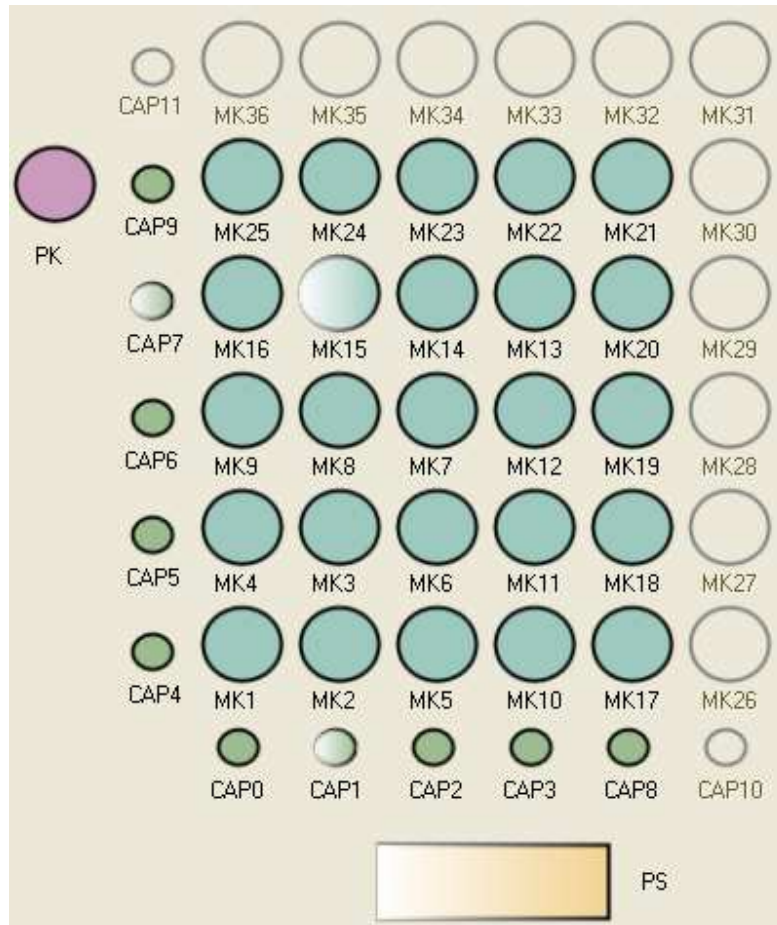 CAP11 MK36 MK35 MK34 MK33 MK32 MK31
PK CAP9 MK25 MK24 MK23 MK22 MK21 MK30
CAP7 MK16 MK15 MK14 MK13 MK20 MK29
CAP6 MK9 MK8 MK7 MK12 MK19 MK28
CAP5 MK4 MK3 MK6 MK11 MK18 MK27
CAP4 MK1 MK2 MK5 MK10 MK17 MK26
CAP0 CAP1 CAP2 CAP3 CAP8 CAP10
PS